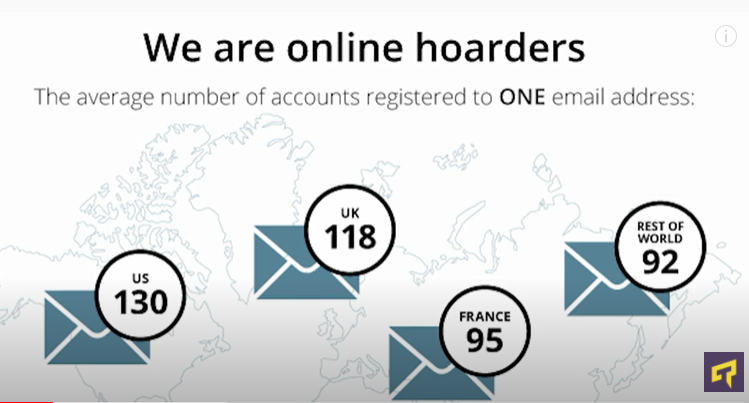 We are online hoarders
The average number of accounts registered to ONE email address:
US
130
UK
118
FRANCE
95
REST OF
WORLD
92